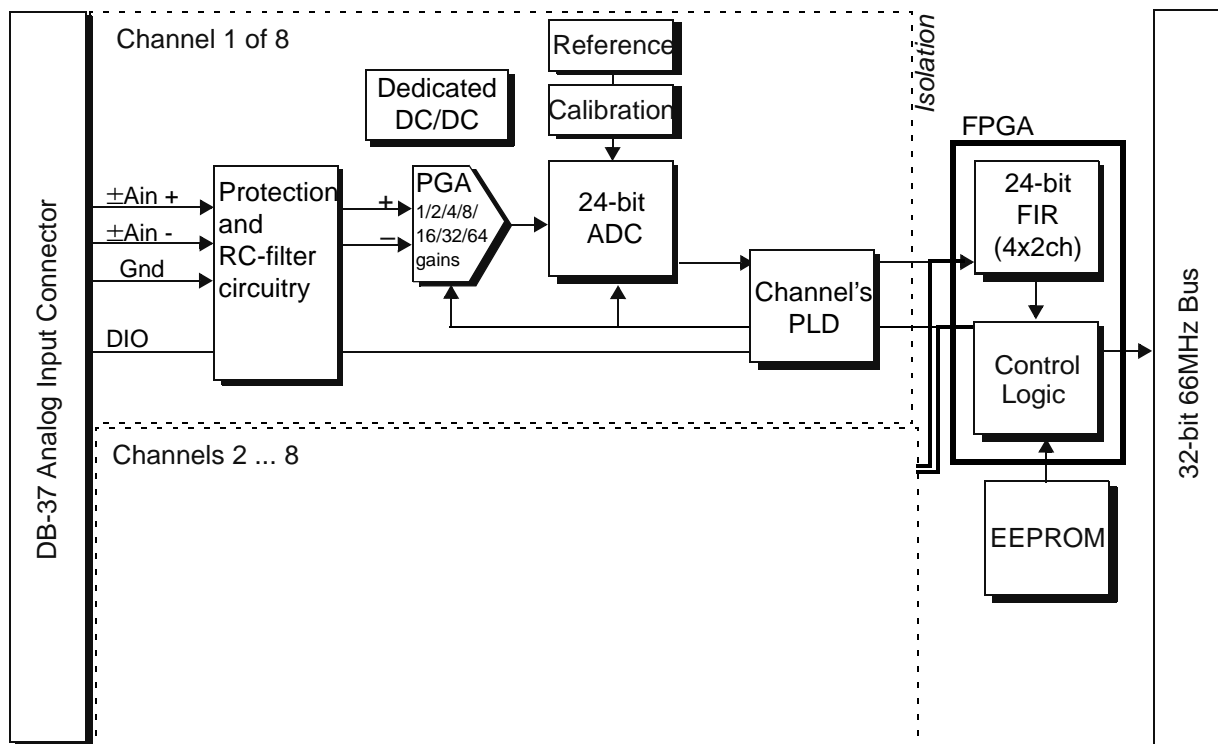 DB-37 Analog Input Connector
Channel 1 of 8
Reference
Calibration
Dedicated
DC/DC
Isolation
±Ain +
±Ain -
Gnd
DIO
Protection
and
RC-filter
circuitry
+
−
PGA
1/2/4/8/
16/32/64
gains
24-bit
ADC
Channel's
PLD
FPGA
24-bit
FIR
(4x2ch)
Control
Logic
EEPROM
32-bit 66MHz Bus
Channels 2 ... 8